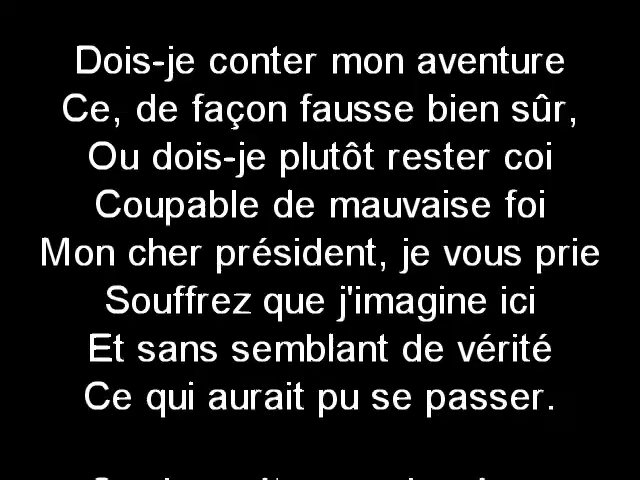 Dois-je conter mon aventure
Ce, de façon fausse bien sûr,
Ou dois-je plutôt rester coi
Coupable de mauvaise foi
Mon cher président, je vous prie
Souffrez que j'imagine ici
Et sans semblant de vérité
Ce qui aurait pu se passer.